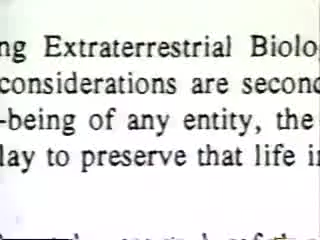 ng Extraterrestrial Biolo
considerations are second
-being of any entity, the
lay to preserve that life i